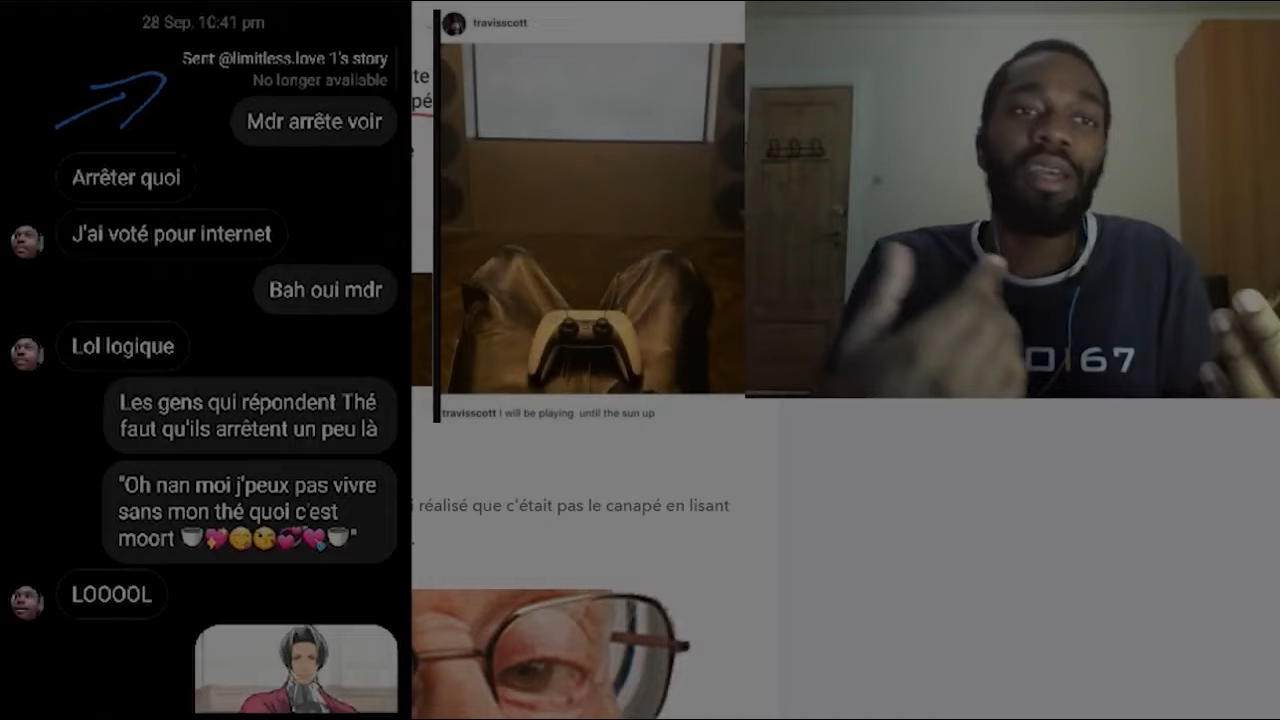 28 Sep, 10:41 pm
Sent @limitless.love 1's story
No longer available
Mdr arrête voir
Arrêter quoi
J'ai voté pour internet
Bah oui mdr
Lol logique
Les gens qui répondent Thé
faut qu'ils arrêtent un peu là
"Oh nan moi j'peux pas vivre
sans mon thé quoi c'est
moort ☕💖😋😘💞💘☕"
LOOOOL
te
pé
travisscott
travisscott I will be playing until the sun up
réalisé que c'était pas le canapé en lisant
67